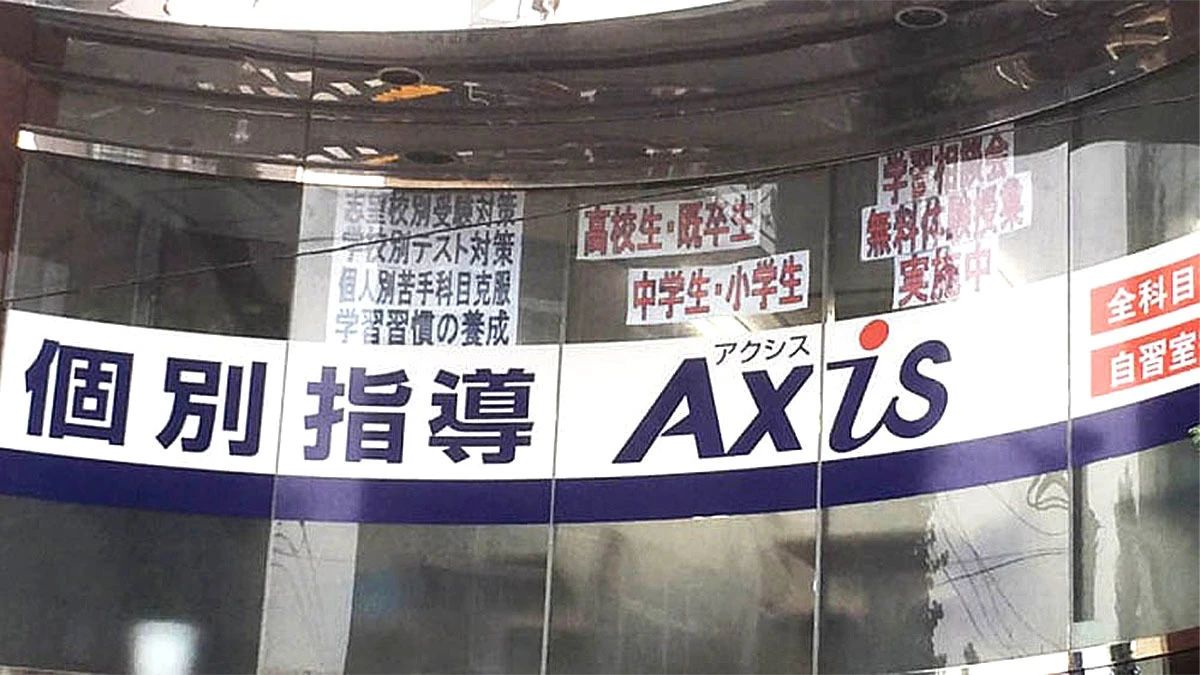 志望校別受験対策
学校別テスト対策
個人別苦手科目克服
学習習慣の養成
高校生・既卒生
中学生・小学生
学習相談会
無料体験授業
実施中
個別指導
アクシス
Axis
全科目
自習室